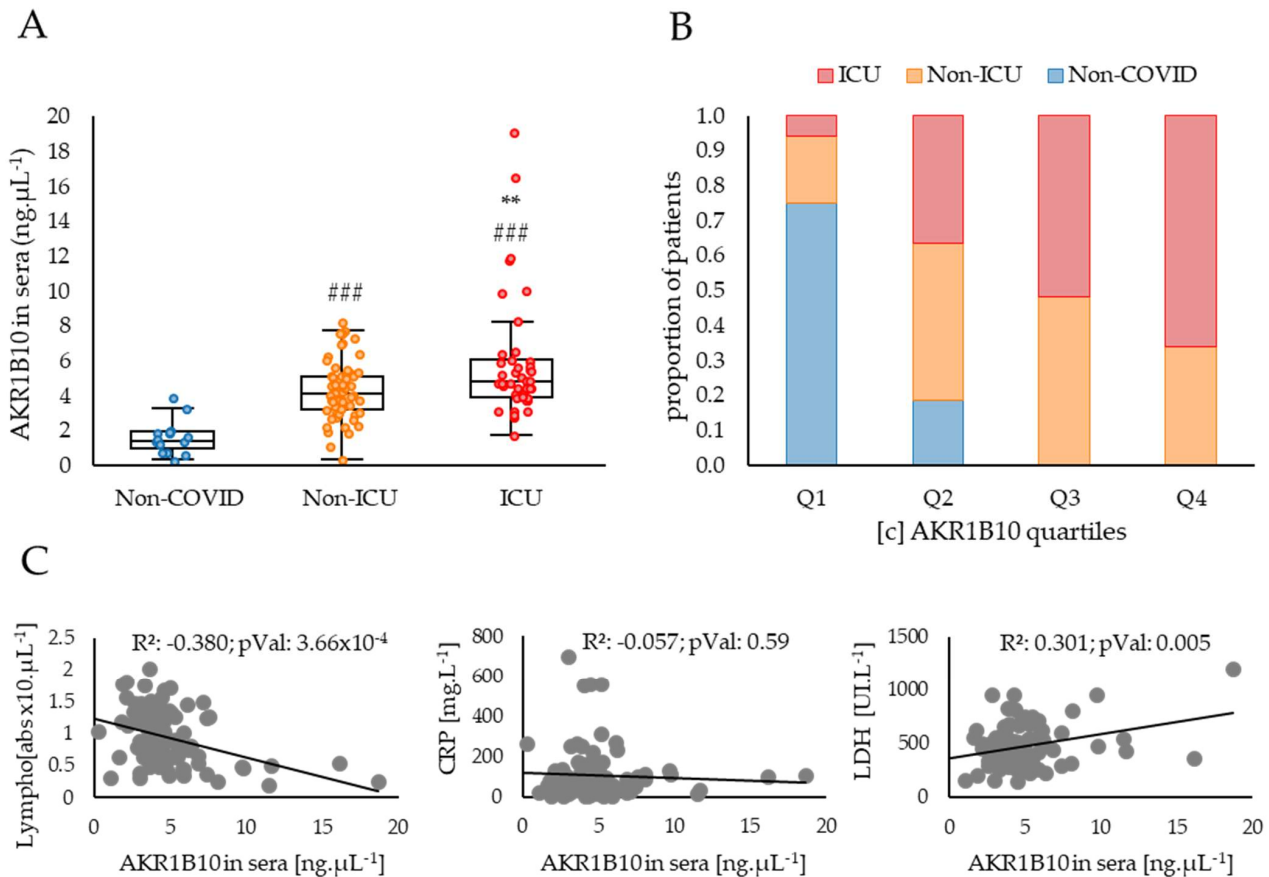 A
B
ICU Non-ICU Non-COVID
AKR1B10 in sera (ng.µL-1)
20
18
16
14
12
10
8
6
4
2
0
###
**
###
Non-COVID Non-ICU ICU
proportion of patients
1.0
0.9
0.8
0.7
0.6
0.5
0.4
0.3
0.2
0.1
0.0
Q1 Q2 Q3 Q4
[c] AKR1B10 quartiles
C
Lympho[abs x10.µL-1]
2.5
2
1.5
1
0.5
0
R²: -0.380; pVal: 3.66x10-4
0 5 10 15 20
AKR1B10 in sera [ng.µL-1]
CRP [mg.L-1]
800
600
400
200
0
R²: -0.057; pVal: 0.59
0 5 10 15 20
AKR1B10 in sera [ng.µL-1]
LDH [UI.L-1]
1500
1000
500
0
R²: 0.301; pVal: 0.005
0 5 10 15 20
AKR1B10 in sera [ng.µL-1]